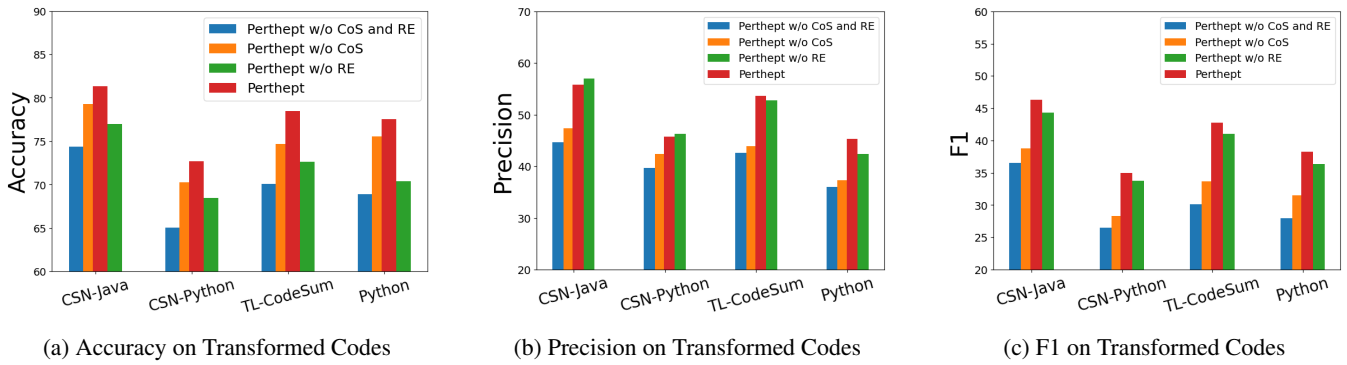 90
85
80
75
70
65
60
Accuracy
Perthept w/o CoS and RE
Perthept w/o CoS
Perthept w/o RE
Perthept
CSN-Java
CSN-Python
TL-CodeSum
Python
(a) Accuracy on Transformed Codes
70
60
50
40
30
20
Precision
Perthept w/o CoS and RE
Perthept w/o CoS
Perthept w/o RE
Perthept
CSN-Java
CSN-Python
TL-CodeSum
Python
(b) Precision on Transformed Codes
60
55
50
45
40
35
30
25
20
F1
Perthept w/o CoS and RE
Perthept w/o CoS
Perthept w/o RE
Perthept
CSN-Java
CSN-Python
TL-CodeSum
Python
(c) F1 on Transformed Codes